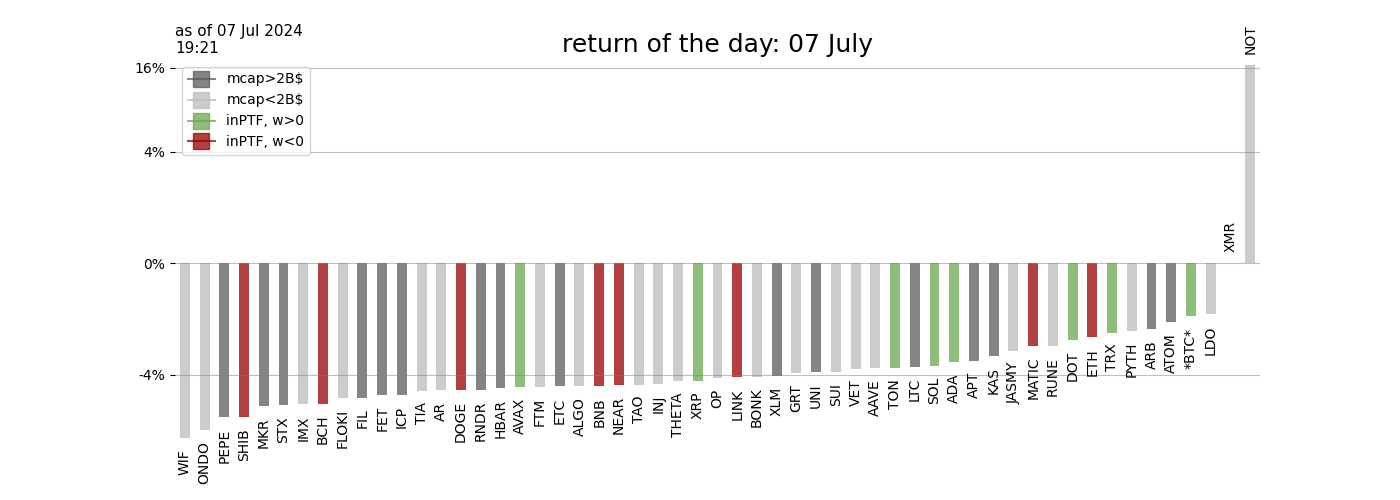 as of 07 Jul 2024
19:21
return of the day: 07 July
NOT
16%
mcap>2B$
mcap<2B$
inPTF, w>0
inPTF, w<0
4%
XMR
0%
-4%
WIF
ONDO
PEPE
SHIB
MKR
STX
IMX
BCH
FLOKI
FIL
FET
ICP
TIA
AR
DOGE
RNDR
HBAR
AVAX
FTM
ETC
ALGO
BNB
NEAR
TAO
INJ
THETA
XRP
OP
LINK
BONK
XLM
GRT
UNI
SUI
VET
AAVE
TON
LTC
SOL
ADA
APT
KAS
JASMY
MATIC
RUNE
DOT
ETH
TRX
PYTH
ARB
ATOM
*BTC*
LDO